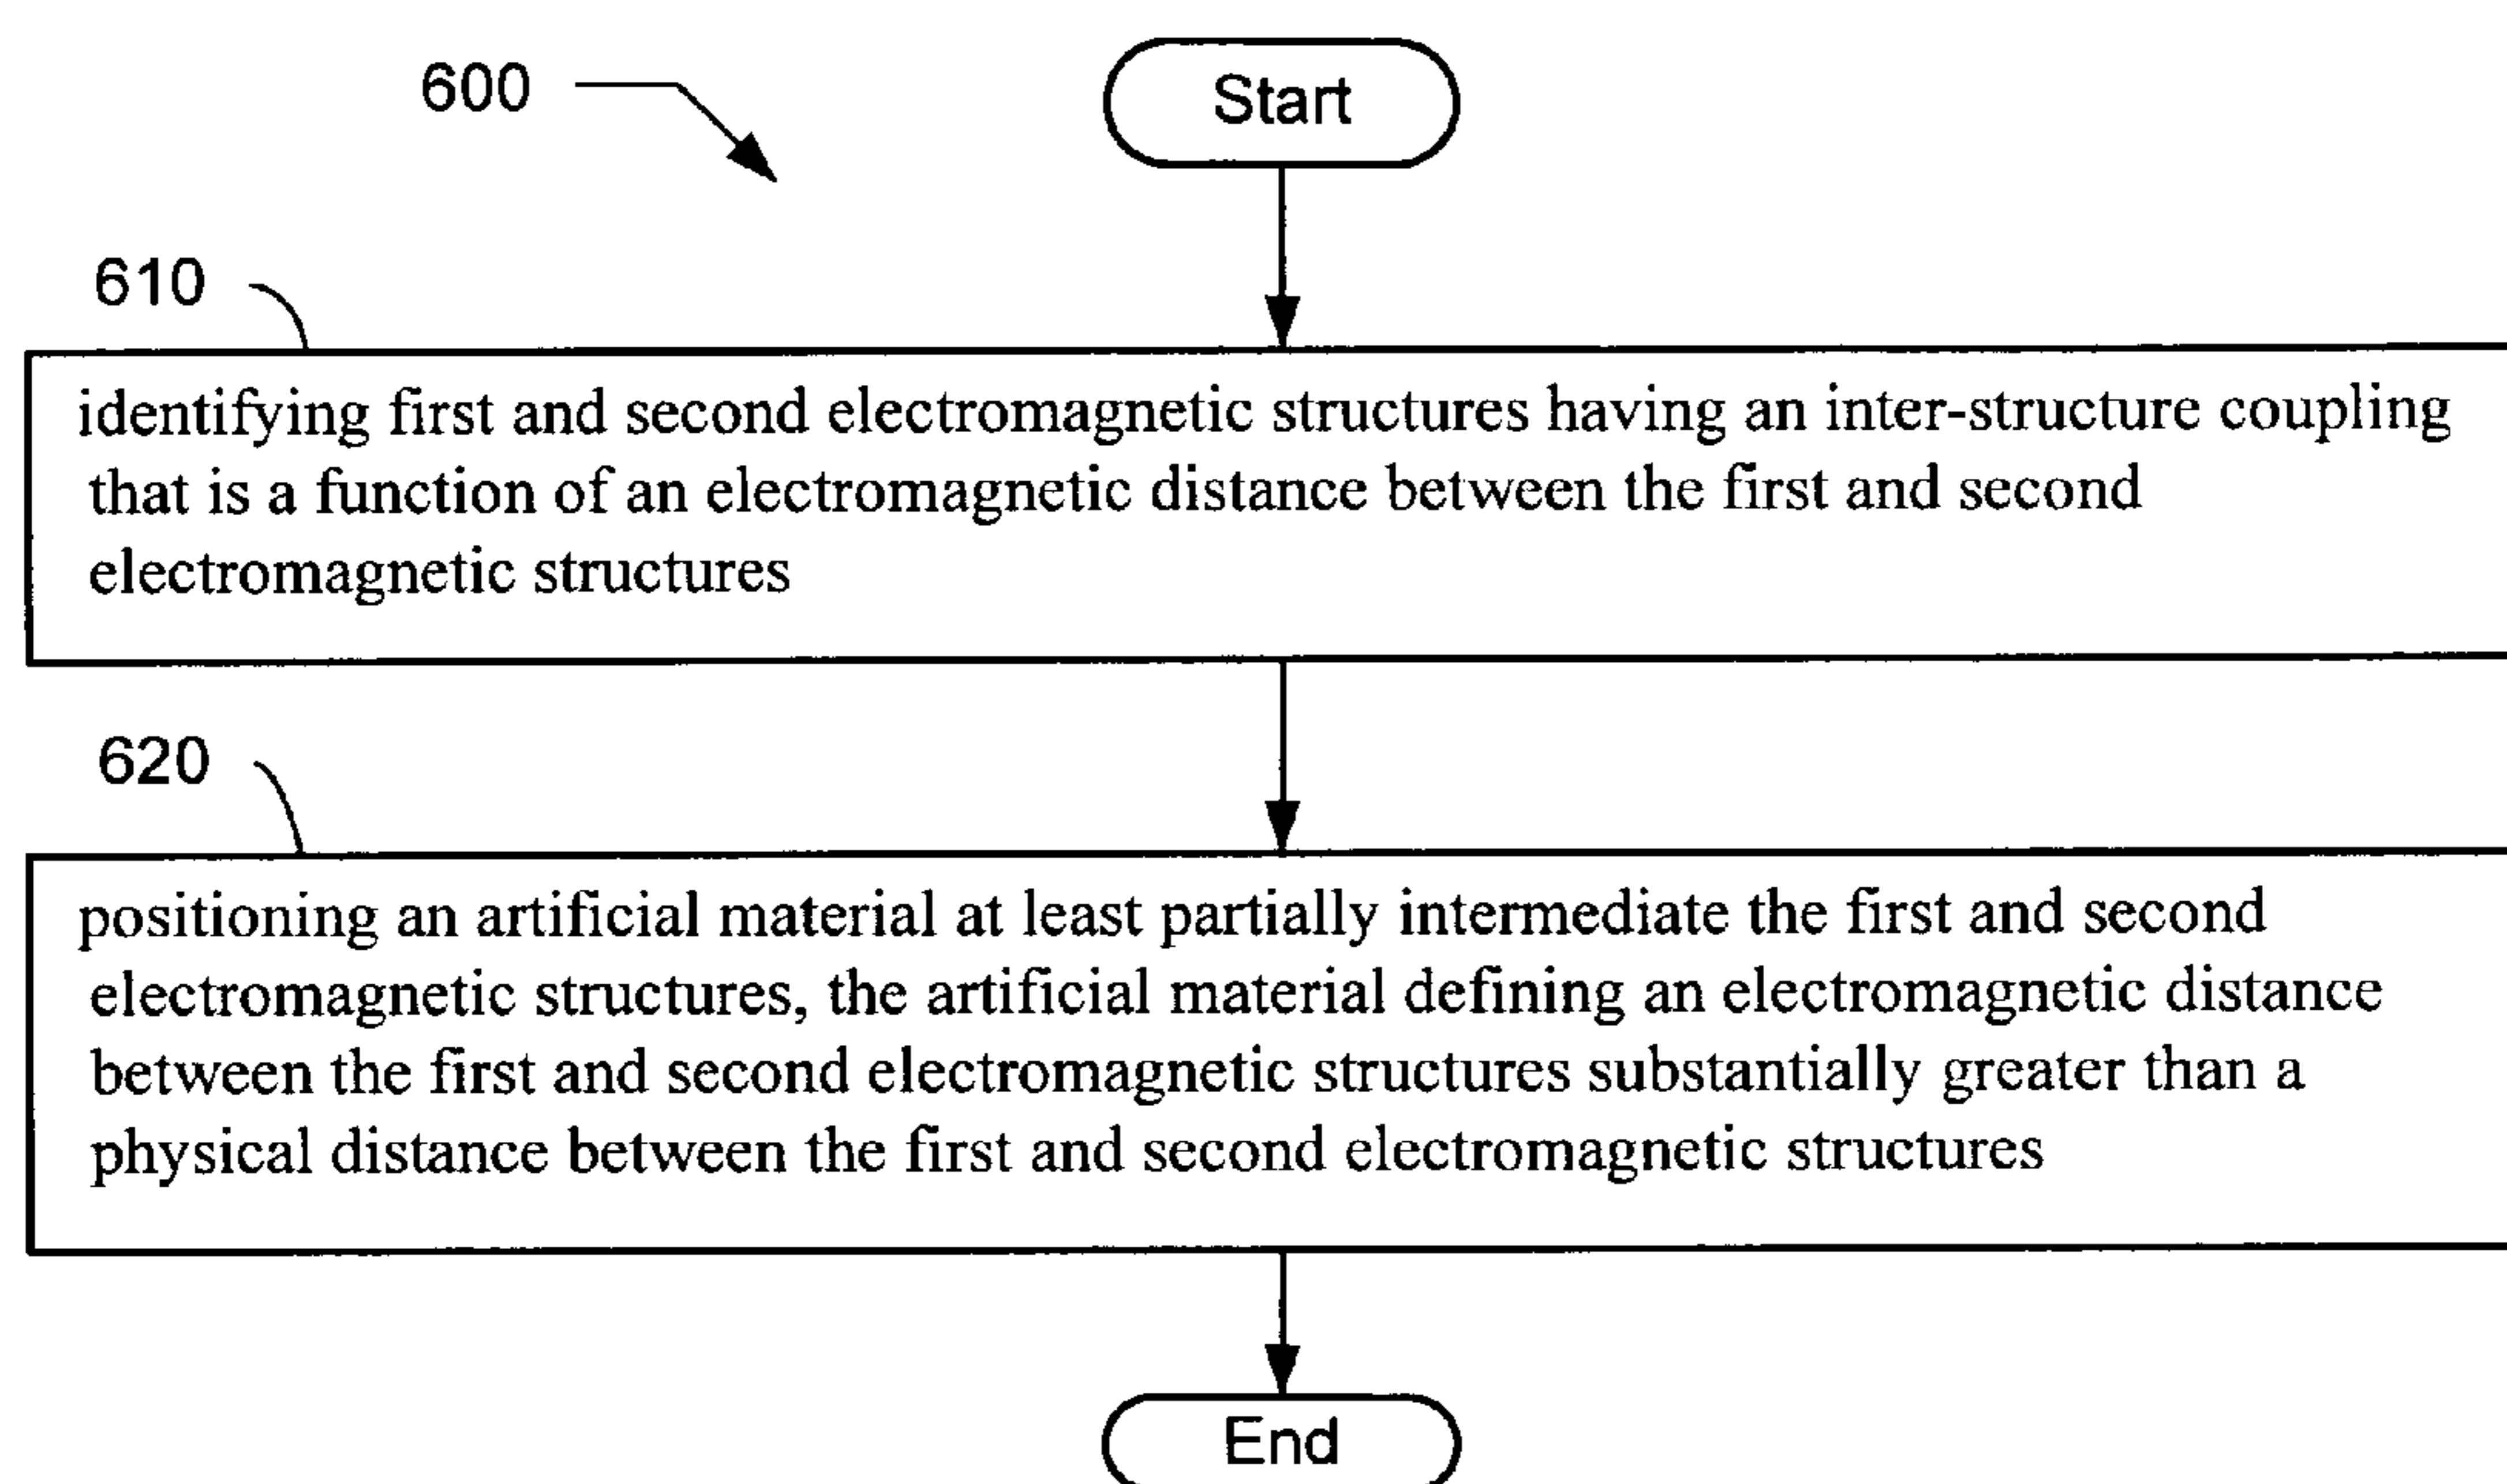 600
Start
610
identifying first and second electromagnetic structures having an inter-structure coupling
that is a function of an electromagnetic distance between the first and second
electromagnetic structures
620
positioning an artificial material at least partially intermediate the first and second
electromagnetic structures, the artificial material defining an electromagnetic distance
between the first and second electromagnetic structures substantially greater than a
physical distance between the first and second electromagnetic structures
End